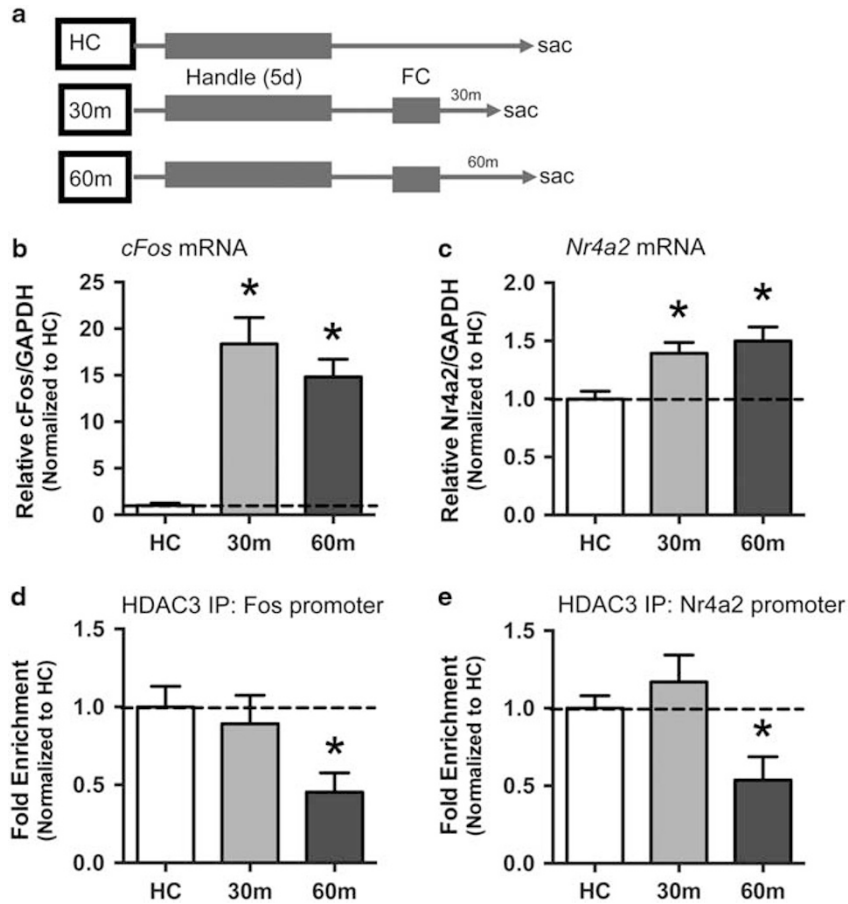 a
HC
sac
Handle (5d)
FC
30m
30m
sac
60m
60m
sac
b
cFos mRNA
Relative cFos/GAPDH
(Normalized to HC)
25
20
15
10
5
0
*
*
HC 30m 60m
c
Nr4a2 mRNA
Relative Nr4a2/GAPDH
(Normalized to HC)
2.0
1.5
1.0
0.5
0.0
*
*
HC 30m 60m
d
HDAC3 IP: Fos promoter
Fold Enrichment
(Normalized to HC)
1.5
1.0
0.5
0.0
*
HC 30m 60m
e
HDAC3 IP: Nr4a2 promoter
Fold Enrichment
(Normalized to HC)
1.5
1.0
0.5
0.0
*
HC 30m 60m